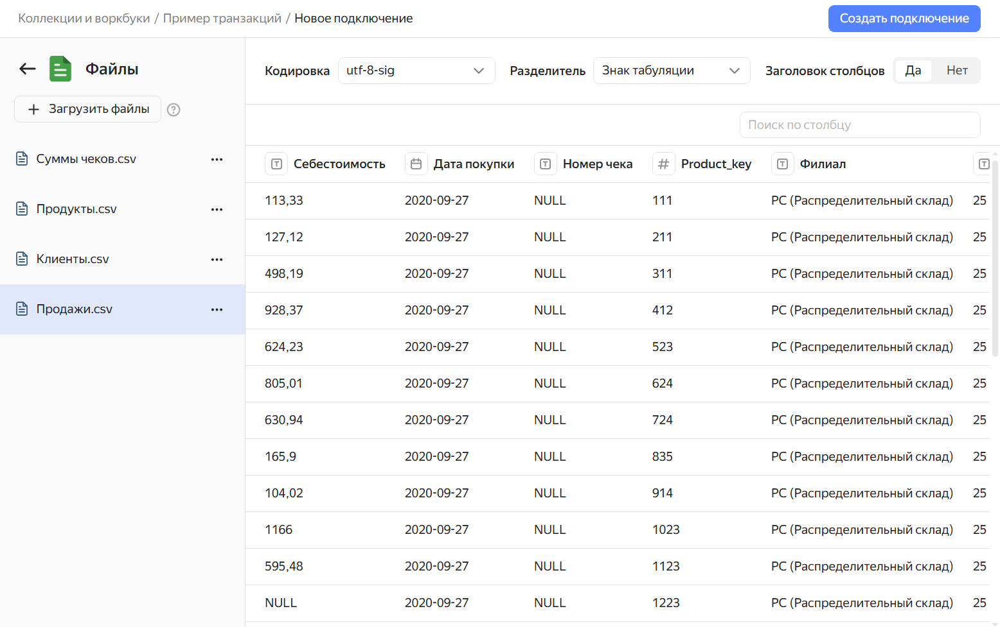 Коллекции и воркбуки / Пример транзакций / Новое подключение
Создать подключение
Файлы
Загрузить файлы
Суммы чеков.csv
Продукты.csv
Клиенты.csv
Продажи.csv
Кодировка utf-8-sig Разделитель Знак табуляции Заголовок столбцов Да Нет
Поиск по столбцу
Себестоимость Дата покупки Номер чека Product_key Филиал
113,33 2020-09-27 NULL 111 РС (Распределительный склад) 25
127,12 2020-09-27 NULL 211 РС (Распределительный склад) 25
498,19 2020-09-27 NULL 311 РС (Распределительный склад) 25
928,37 2020-09-27 NULL 412 РС (Распределительный склад) 25
624,23 2020-09-27 NULL 523 РС (Распределительный склад) 25
805,01 2020-09-27 NULL 624 РС (Распределительный склад) 25
630,94 2020-09-27 NULL 724 РС (Распределительный склад) 25
165,9 2020-09-27 NULL 835 РС (Распределительный склад) 25
104,02 2020-09-27 NULL 914 РС (Распределительный склад) 25
1166 2020-09-27 NULL 1023 РС (Распределительный склад) 25
595,48 2020-09-27 NULL 1123 РС (Распределительный склад) 25
NULL 2020-09-27 NULL 1223 РС (Распределительный склад) 25